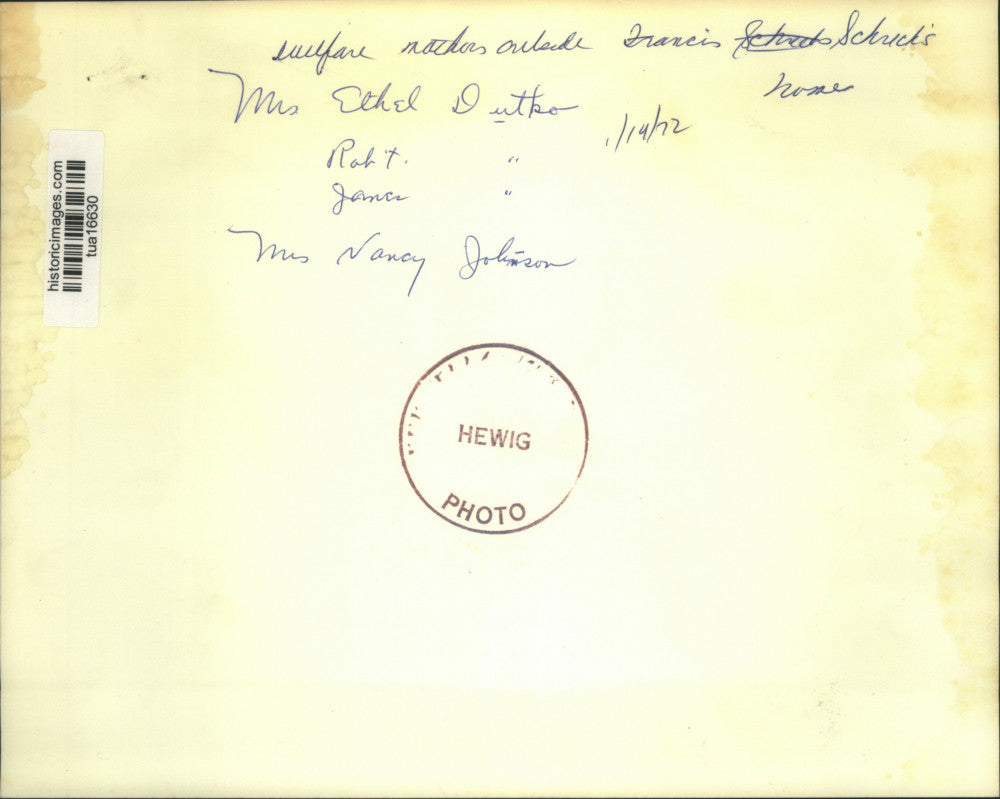 welfare mothers outside Francis Schreck's
home
Mrs Ethel Dutko
1/14/72
Rob't. "
James "
Mrs Nancy Johnson
historicimages.com
tua16630
HEWIG
PHOTO